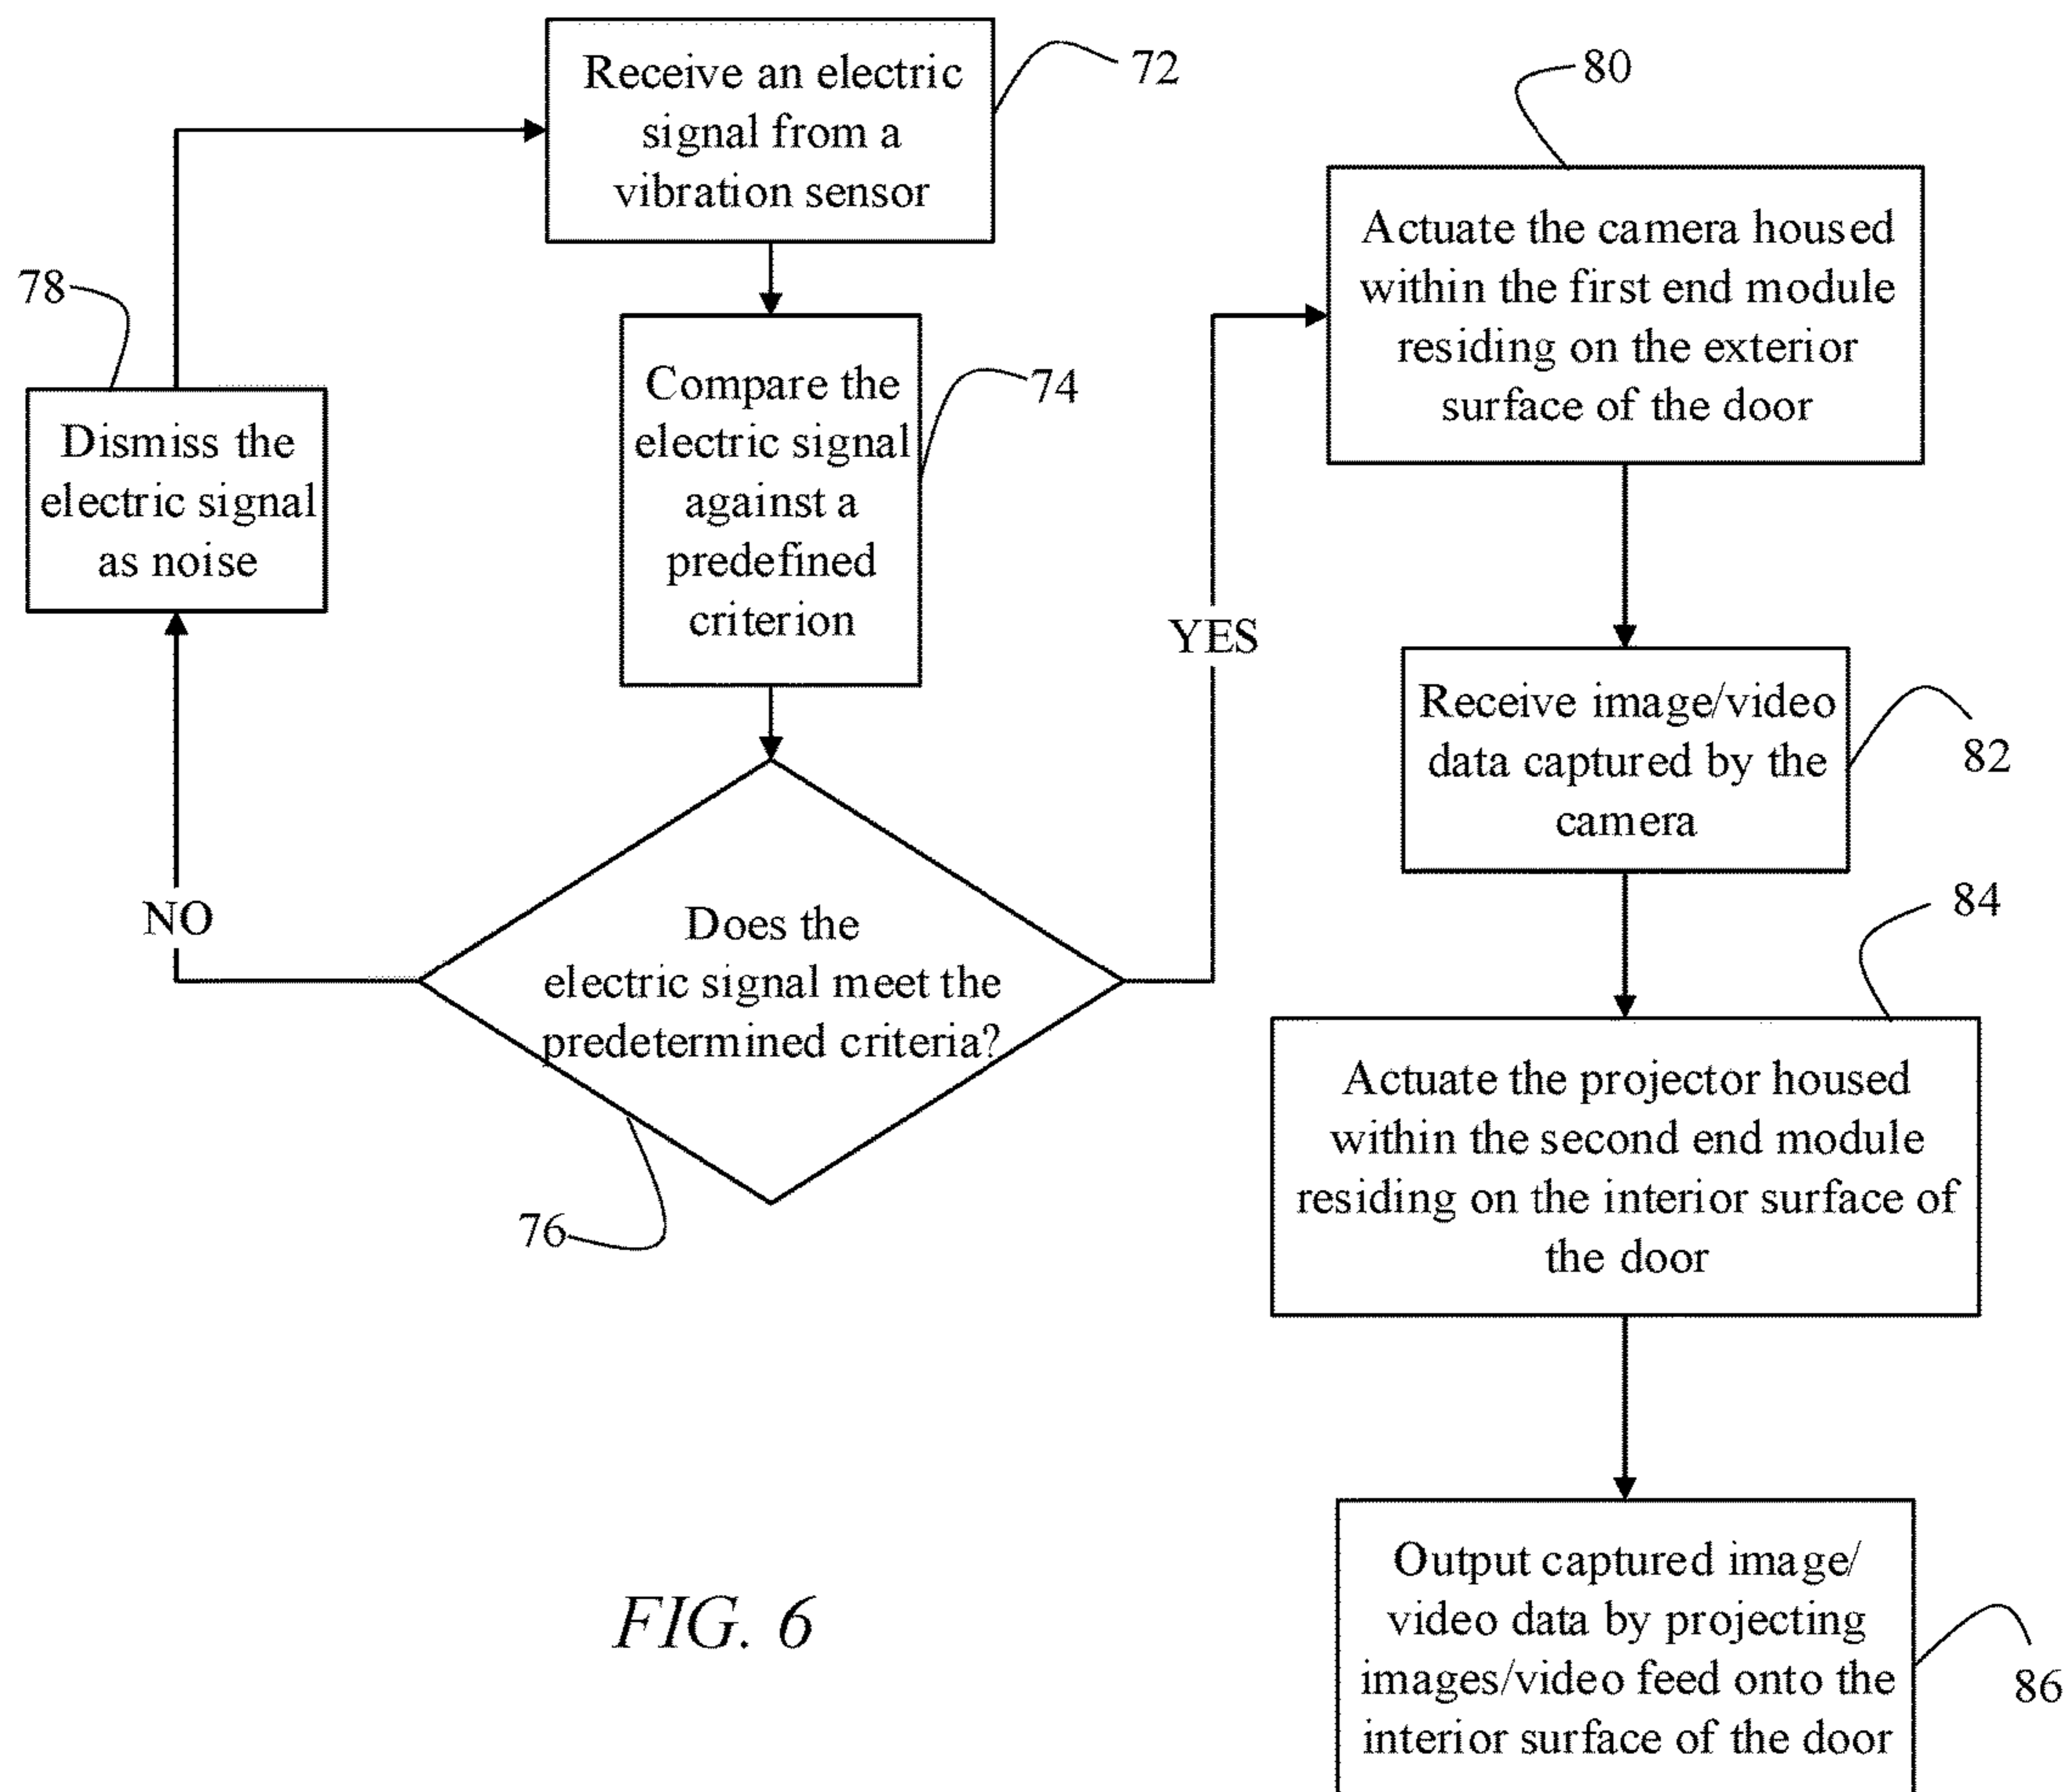 Receive an electric
signal from a
vibration sensor
72
Compare the
electric signal
against a
predefined
criterion
74
Does the
electric signal meet the
predetermined criteria?
76
NO
78
Dismiss the
electric signal
as noise
YES
80
Actuate the camera housed
within the first end module
residing on the exterior
surface of the door
Receive image/video
data captured by the
camera
82
84
Actuate the projector housed
within the second end module
residing on the interior surface of
the door
Output captured image/
video data by projecting
images/video feed onto the
interior surface of the door
86
FIG. 6